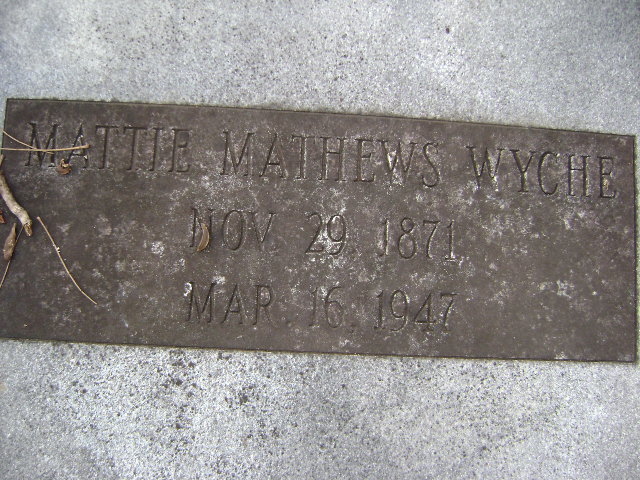 MATTIE MATHEWS WYCHE
NOV. 29, 1871
MAR. 16, 1947